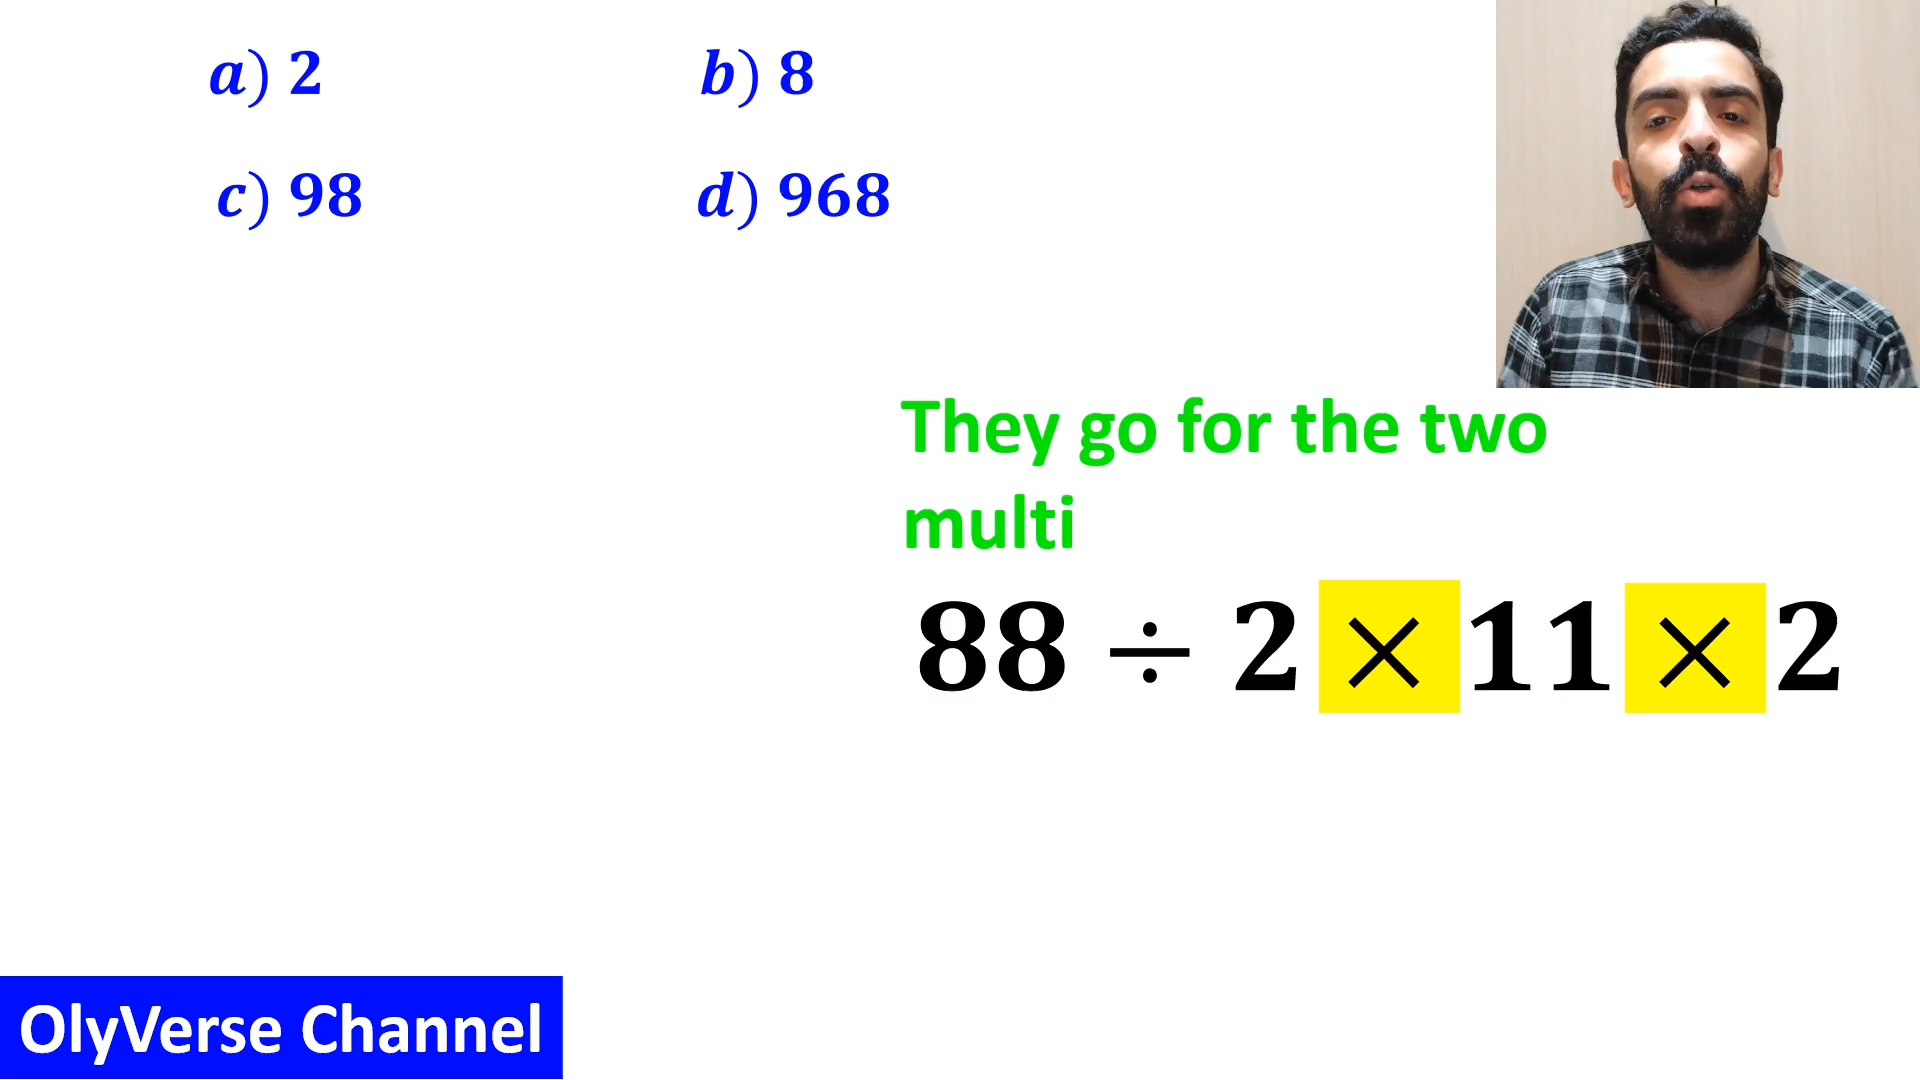 a) 2
b) 8
c) 98
d) 968
They go for the two
multi
88 ÷ 2 × 11 × 2
OlyVerse Channel